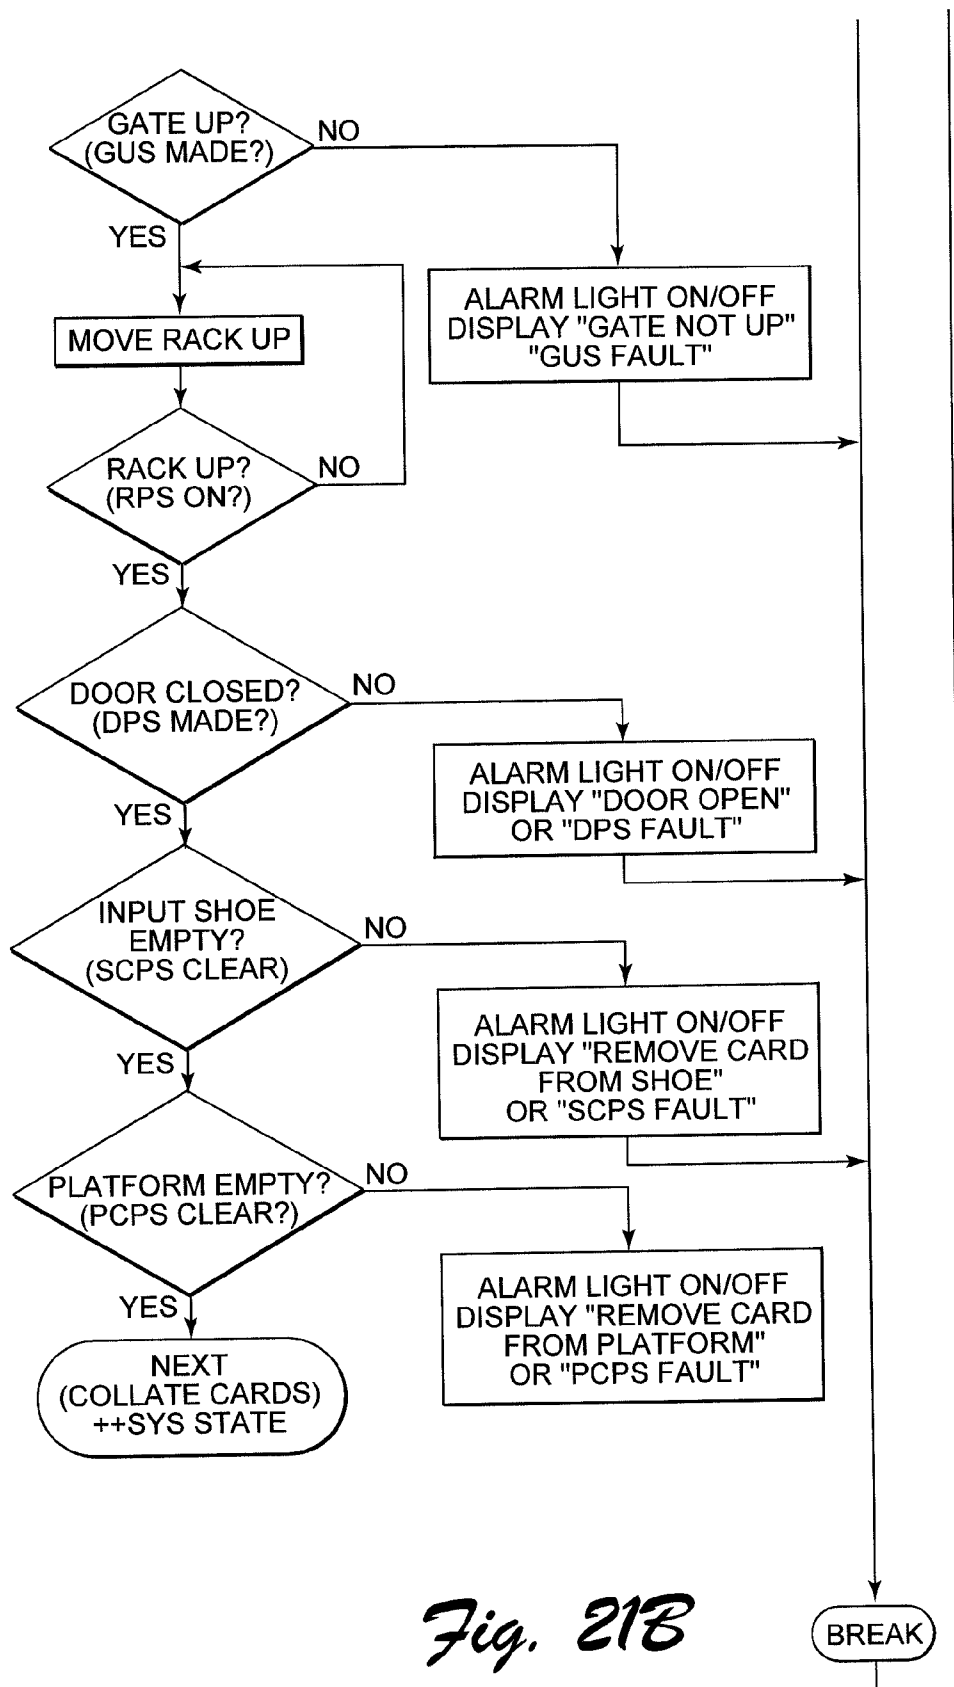 GATE UP?
(GUS MADE?)
NO
YES
ALARM LIGHT ON/OFF
DISPLAY "GATE NOT UP"
"GUS FAULT"
MOVE RACK UP
RACK UP?
(RPS ON?)
NO
YES
DOOR CLOSED?
(DPS MADE?)
NO
YES
ALARM LIGHT ON/OFF
DISPLAY "DOOR OPEN"
OR "DPS FAULT"
INPUT SHOE
EMPTY?
(SCPS CLEAR)
NO
YES
ALARM LIGHT ON/OFF
DISPLAY "REMOVE CARD
FROM SHOE"
OR "SCPS FAULT"
PLATFORM EMPTY?
(PCPS CLEAR?)
NO
YES
ALARM LIGHT ON/OFF
DISPLAY "REMOVE CARD
FROM PLATFORM"
OR "PCPS FAULT"
NEXT
(COLLATE CARDS)
++SYS STATE
BREAK
Fig. 21B